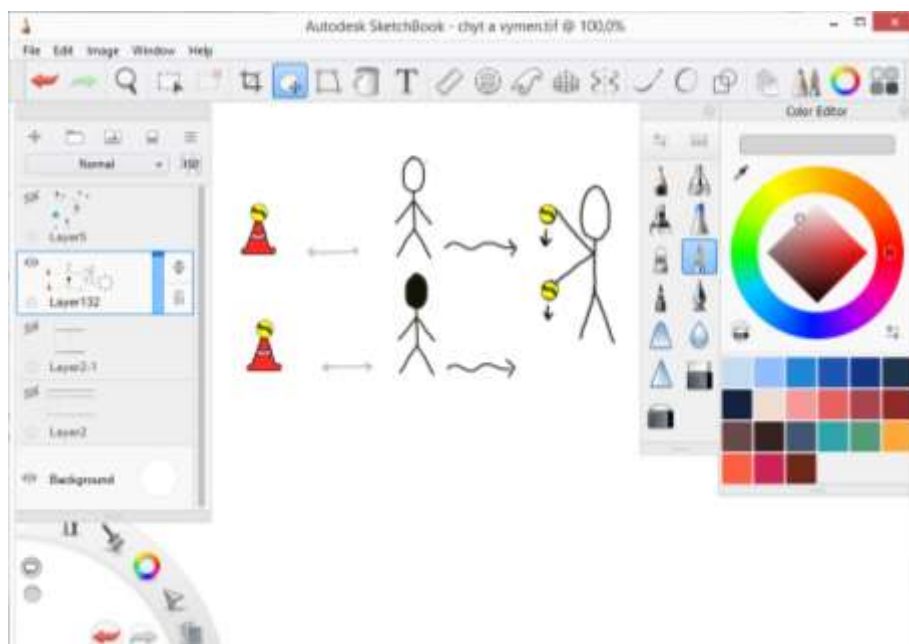 Autodesk SketchBook - chyt a vymen.tif @ 100,0%
File Edit Image Window Help
T
Color Editor
Normal
100
Layer5
Layer132
Layer2-1
Layer2
Background